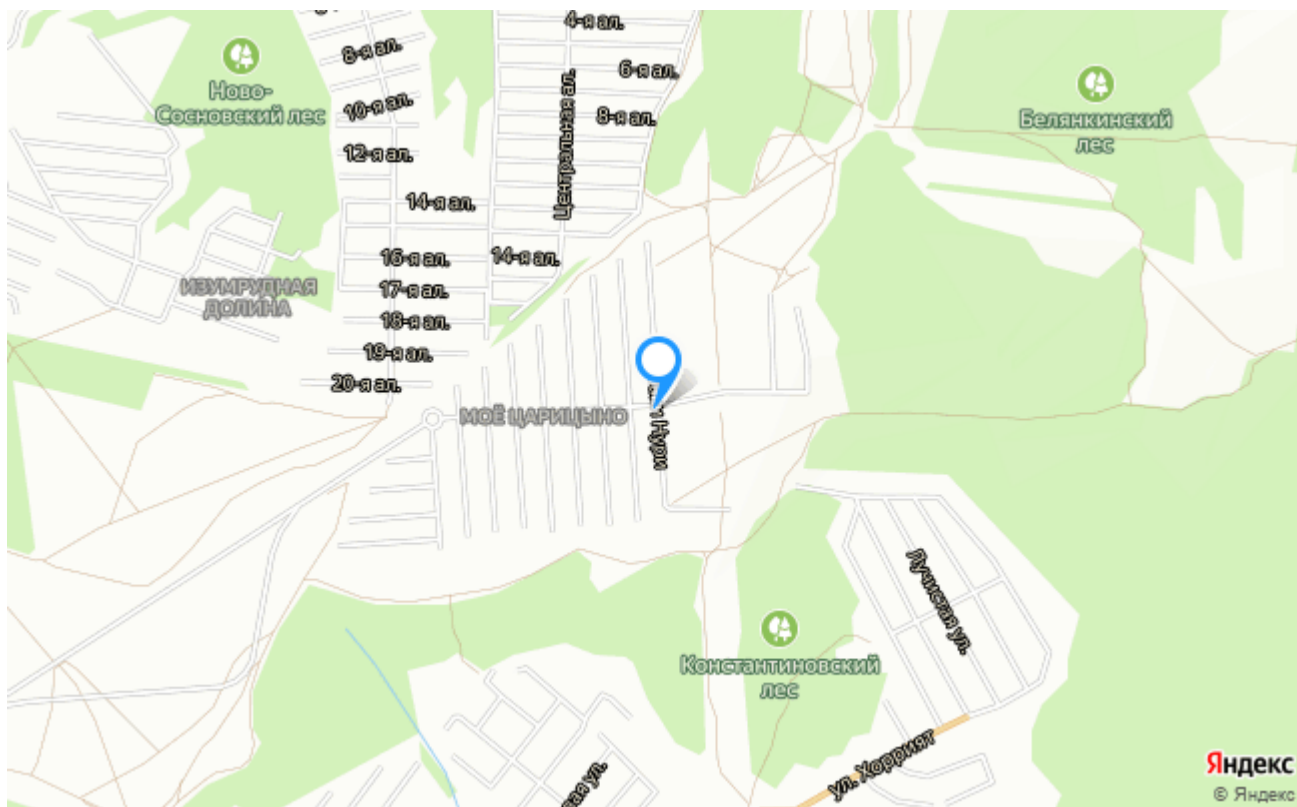 4-я ал.
8-я ал.
6-я ал.
Ново-
Сосновский лес
10-я ал.
8-я ал.
Белянкинский
лес
12-я ал.
Центральная ал.
14-я ал.
16-я ал.
14-я ал.
ИЗУМРУДНАЯ
ДОЛИНА
17-я ал.
18-я ал.
19-я ал.
20-я ал.
МОЁ ЦАРИЦЫНО
Нури
Лучистая ул.
Константиновский
лес
ул. Хоррият
ул.
Яндекс
© Яндекс